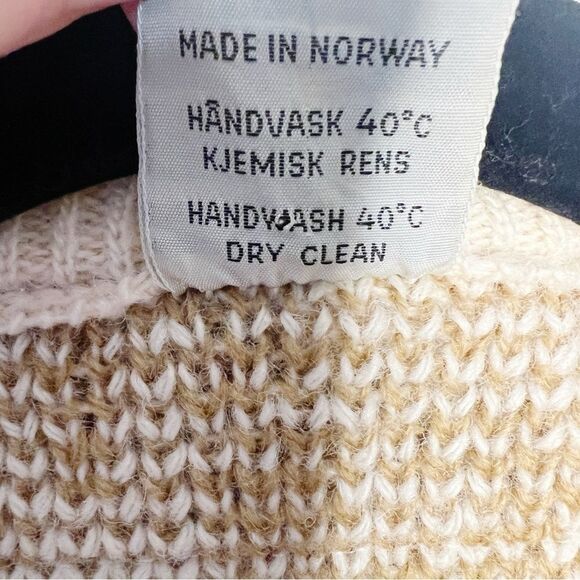 MADE IN NORWAY
HÅNDVASK 40°C
KJEMISK RENS
HANDWASH 40°C
DRY CLEAN